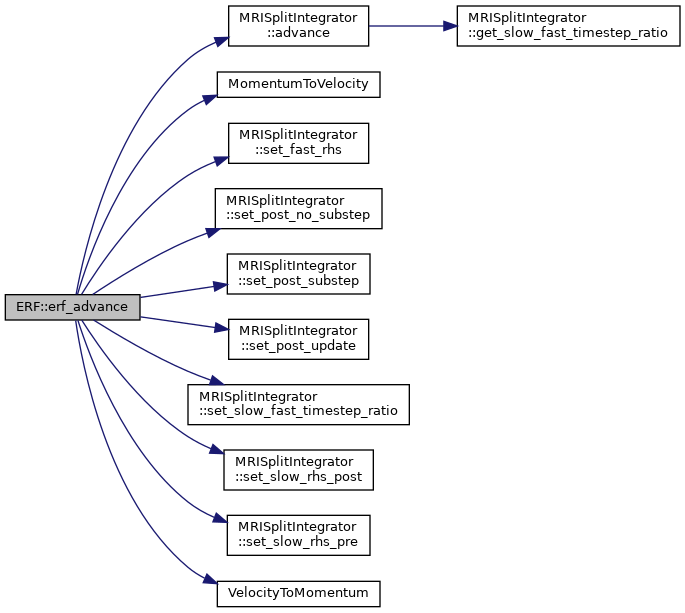 MRISplitIntegrator
::advance
MRISplitIntegrator
::get_slow_fast_timestep_ratio
MomentumToVelocity
MRISplitIntegrator
::set_fast_rhs
MRISplitIntegrator
::set_post_no_substep
MRISplitIntegrator
::set_post_substep
ERF::erf_advance
MRISplitIntegrator
::set_post_update
MRISplitIntegrator
::set_slow_fast_timestep_ratio
MRISplitIntegrator
::set_slow_rhs_post
MRISplitIntegrator
::set_slow_rhs_pre
VelocityToMomentum